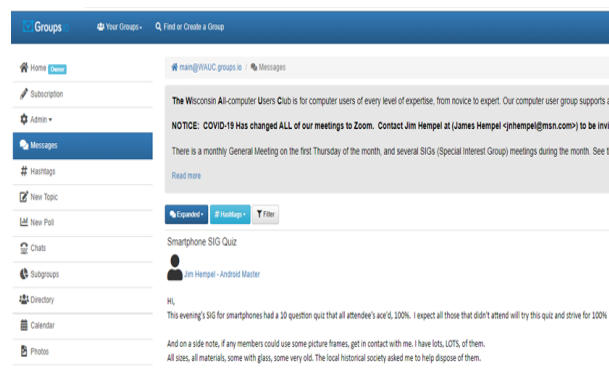 Groups.io
Your Groups
Find or Create a Group
Home Owner
Subscription
Admin
Messages
Hashtags
New Topic
New Poll
Chats
Subgroups
Directory
Calendar
Photos
main@WAUC.groups.io / Messages
The Wisconsin All-computer Users Club is for computer users of every level of expertise, from novice to expert. Our computer user group supports a
NOTICE: COVID-19 Has changed ALL of our meetings to Zoom. Contact Jim Hempel at (James Hempel <jnhempel@msn.com>) to be invi
There is a monthly General Meeting on the first Thursday of the month, and several SIGs (Special Interest Group) meetings during the month. See t
Read more
Expanded # Hashtags Filter
Smartphone SIG Quiz
Jim Hempel - Android Master
Hi,
This evening's SIG for smartphones had a 10 question quiz that all attendee's ace'd, 100%. I expect all those that didn't attend will try this quiz and strive for 100%
And on a side note, if any members could use some picture frames, get in contact with me. I have lots, LOTS, of them.
All sizes, all materials, some with glass, some very old. The local historical society asked me to help dispose of them.